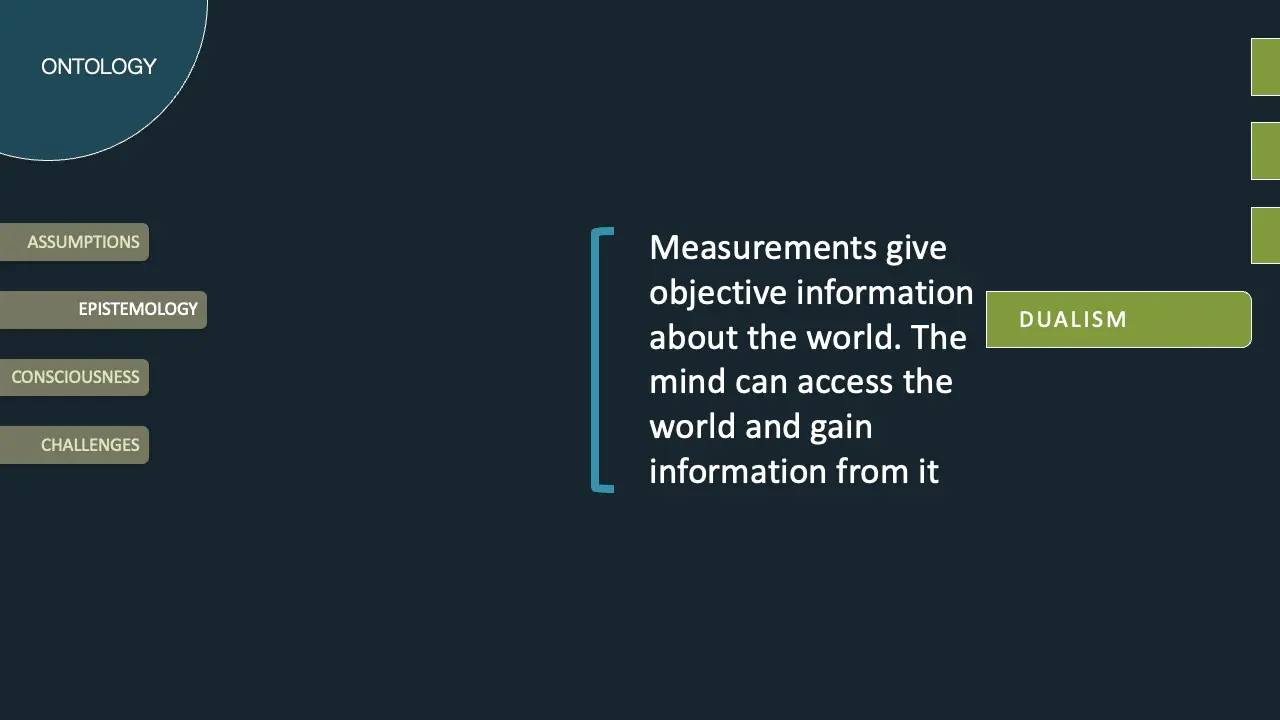 ONTOLOGY
ASSUMPTIONS
EPISTEMOLOGY
CONSCIOUSNESS
CHALLENGES
Measurements give
objective information
about the world. The
mind can access the
world and gain
information from it
DUALISM